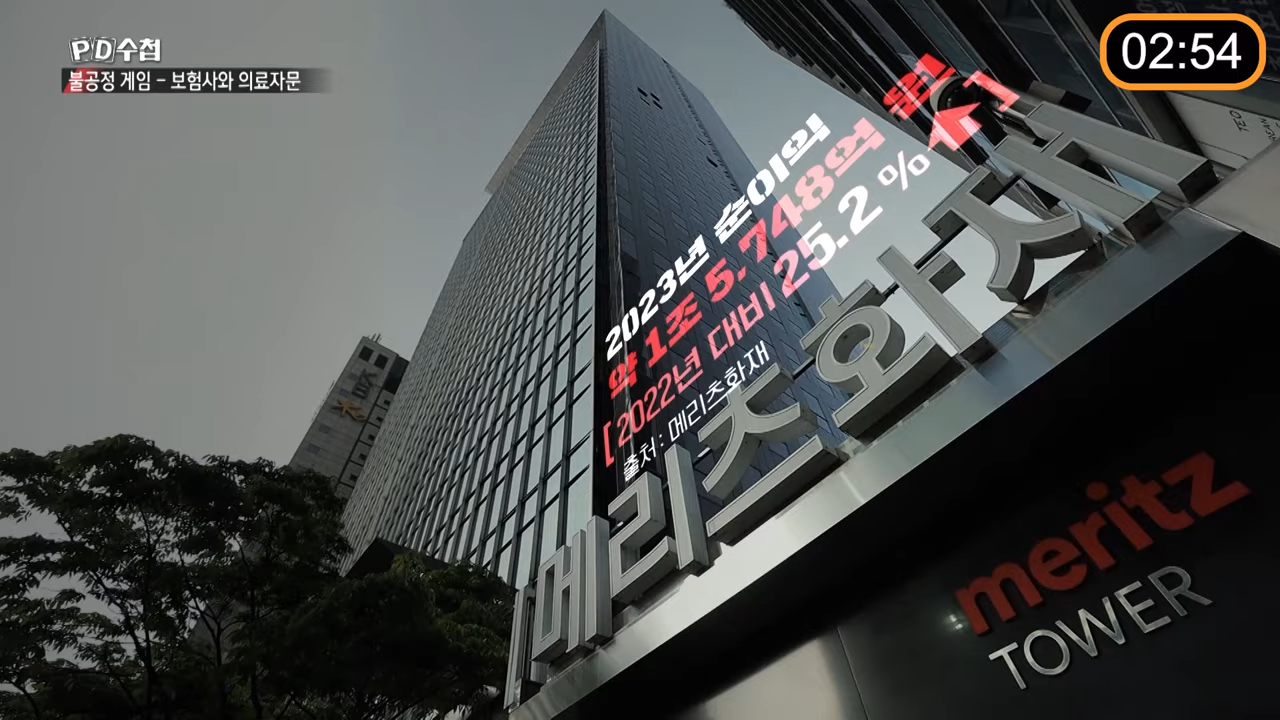 PD수첩
불공정 게임 - 보험사와 의료자문
02:54
2023년 순이익
약 1조 5.748억 원
[2022년 대비 25.2 % ]
출처 : 메리츠화재
메리츠화재
meritz
TOWER